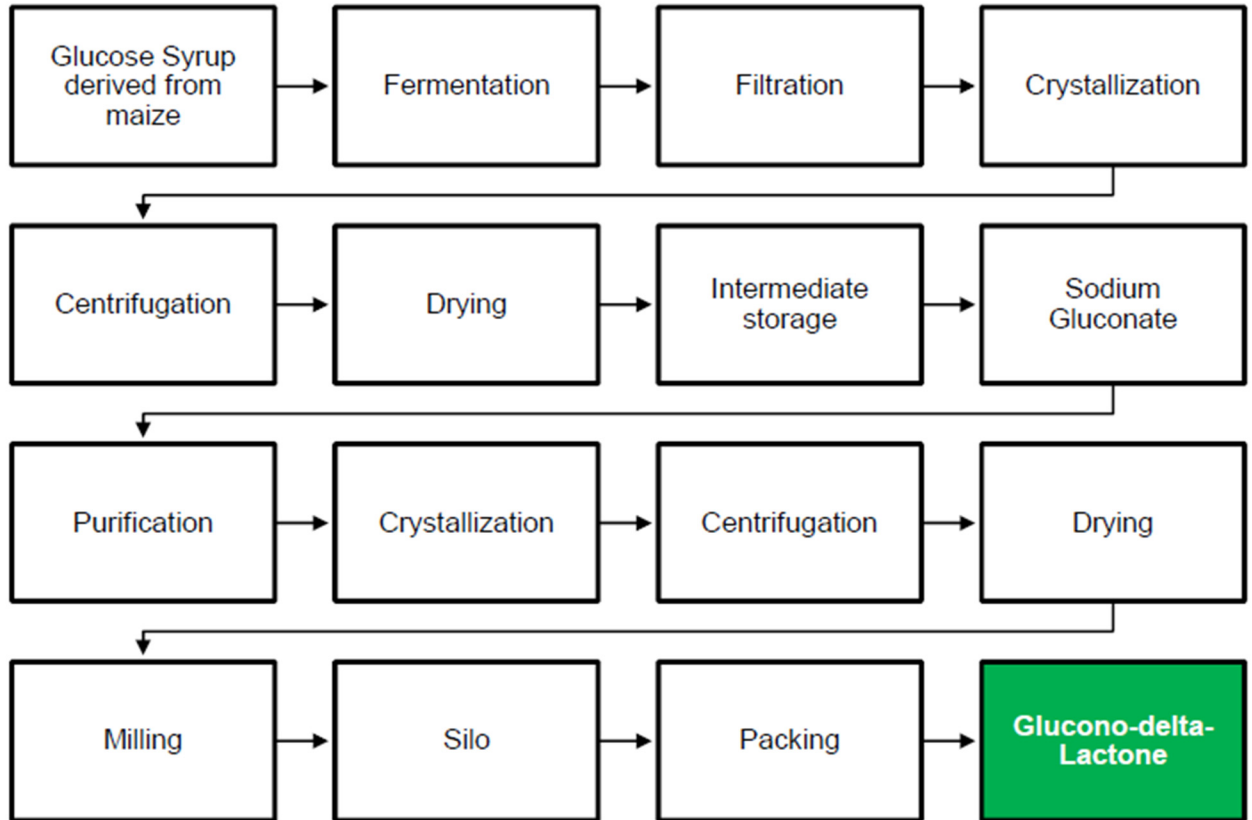 Glucose Syrup
derived from
maize
Fermentation
Filtration
Crystallization
Centrifugation
Drying
Intermediate
storage
Sodium
Gluconate
Purification
Crystallization
Centrifugation
Drying
Milling
Silo
Packing
Glucono-delta-
Lactone